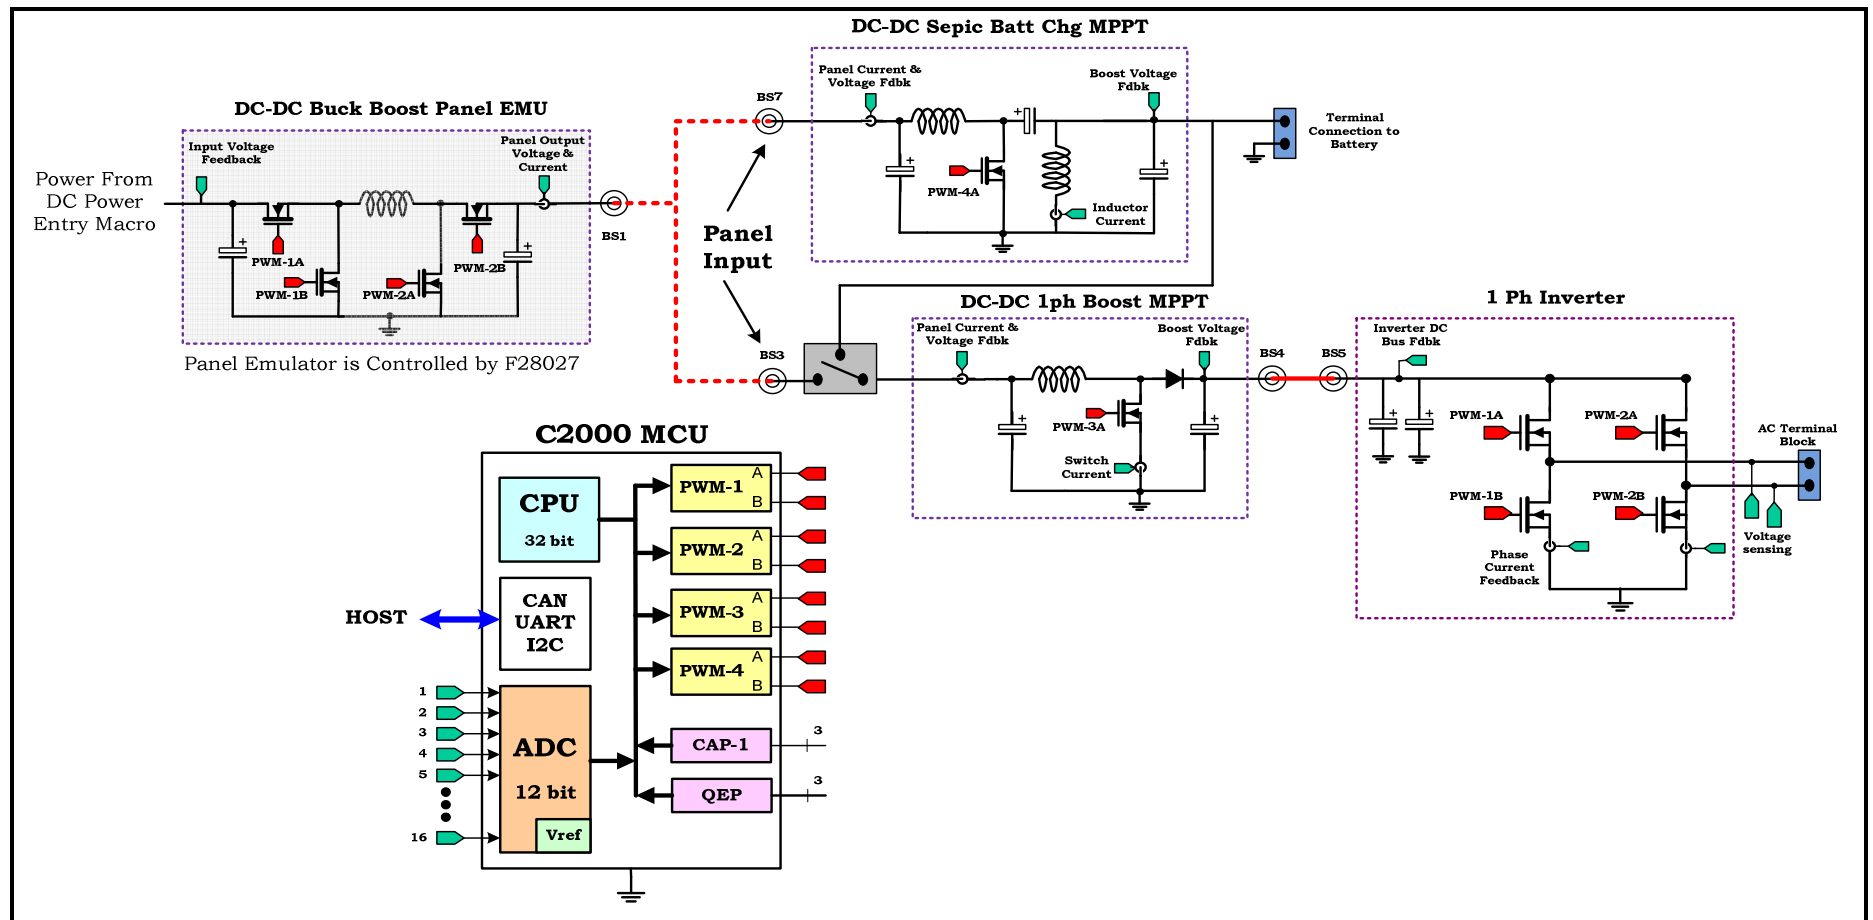 DC-DC Sepic Batt Chg MPPT
Panel Current &
Voltage Fdbk
Boost Voltage
Fdbk
BS7
PWM-4A
Inductor
Current
Terminal
Connection to
Battery
DC-DC Buck Boost Panel EMU
Input Voltage
Feedback
Panel Output
Voltage &
Current
Power From
DC Power
Entry Macro
PWM-1A
PWM-1B
PWM-2A
PWM-2B
BS1
Panel Emulator is Controlled by F28027
Panel
Input
BS3
DC-DC 1ph Boost MPPT
Panel Current &
Voltage Fdbk
Boost Voltage
Fdbk
PWM-3A
Switch
Current
BS4
BS5
1 Ph Inverter
Inverter DC
Bus Fdbk
PWM-1A
PWM-2A
PWM-1B
PWM-2B
Phase
Current
Feedback
AC Terminal
Block
Voltage
sensing
C2000 MCU
CPU
32 bit
CAN
UART
I2C
HOST
ADC
12 bit
Vref
1
2
3
4
5
16
PWM-1
A
B
PWM-2
A
B
PWM-3
A
B
PWM-4
A
B
CAP-1
3
QEP
3